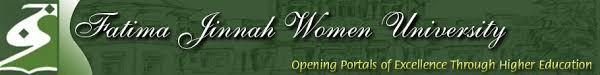 Fatima Jinnah Women University
Opening Portals of Excellence Through Higher Education